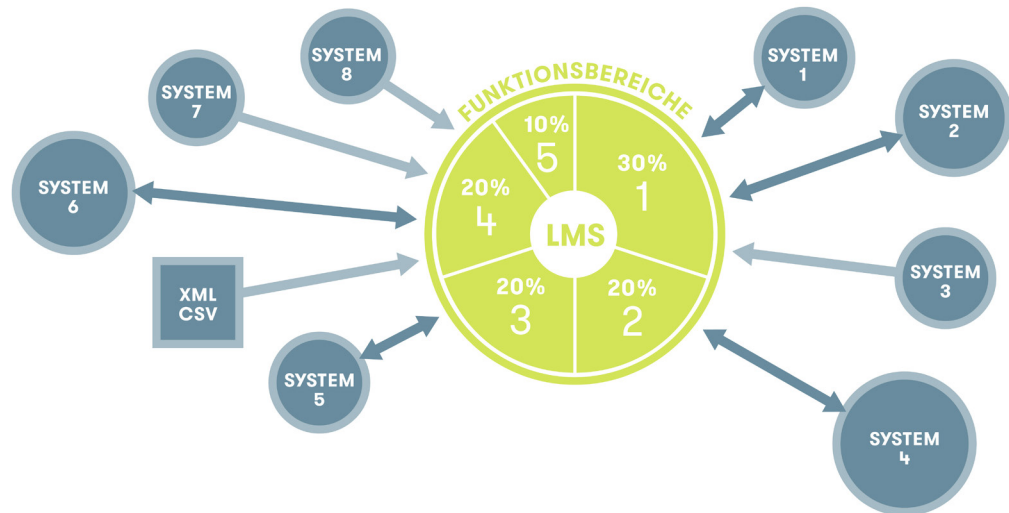 SYSTEM
8
SYSTEM
1
SYSTEM
7
SYSTEM
2
FUNKTIONSBEREICHE
10%
5
30%
1
20%
4
LMS
20%
3
20%
2
SYSTEM
6
SYSTEM
3
XML
CSV
SYSTEM
5
SYSTEM
4